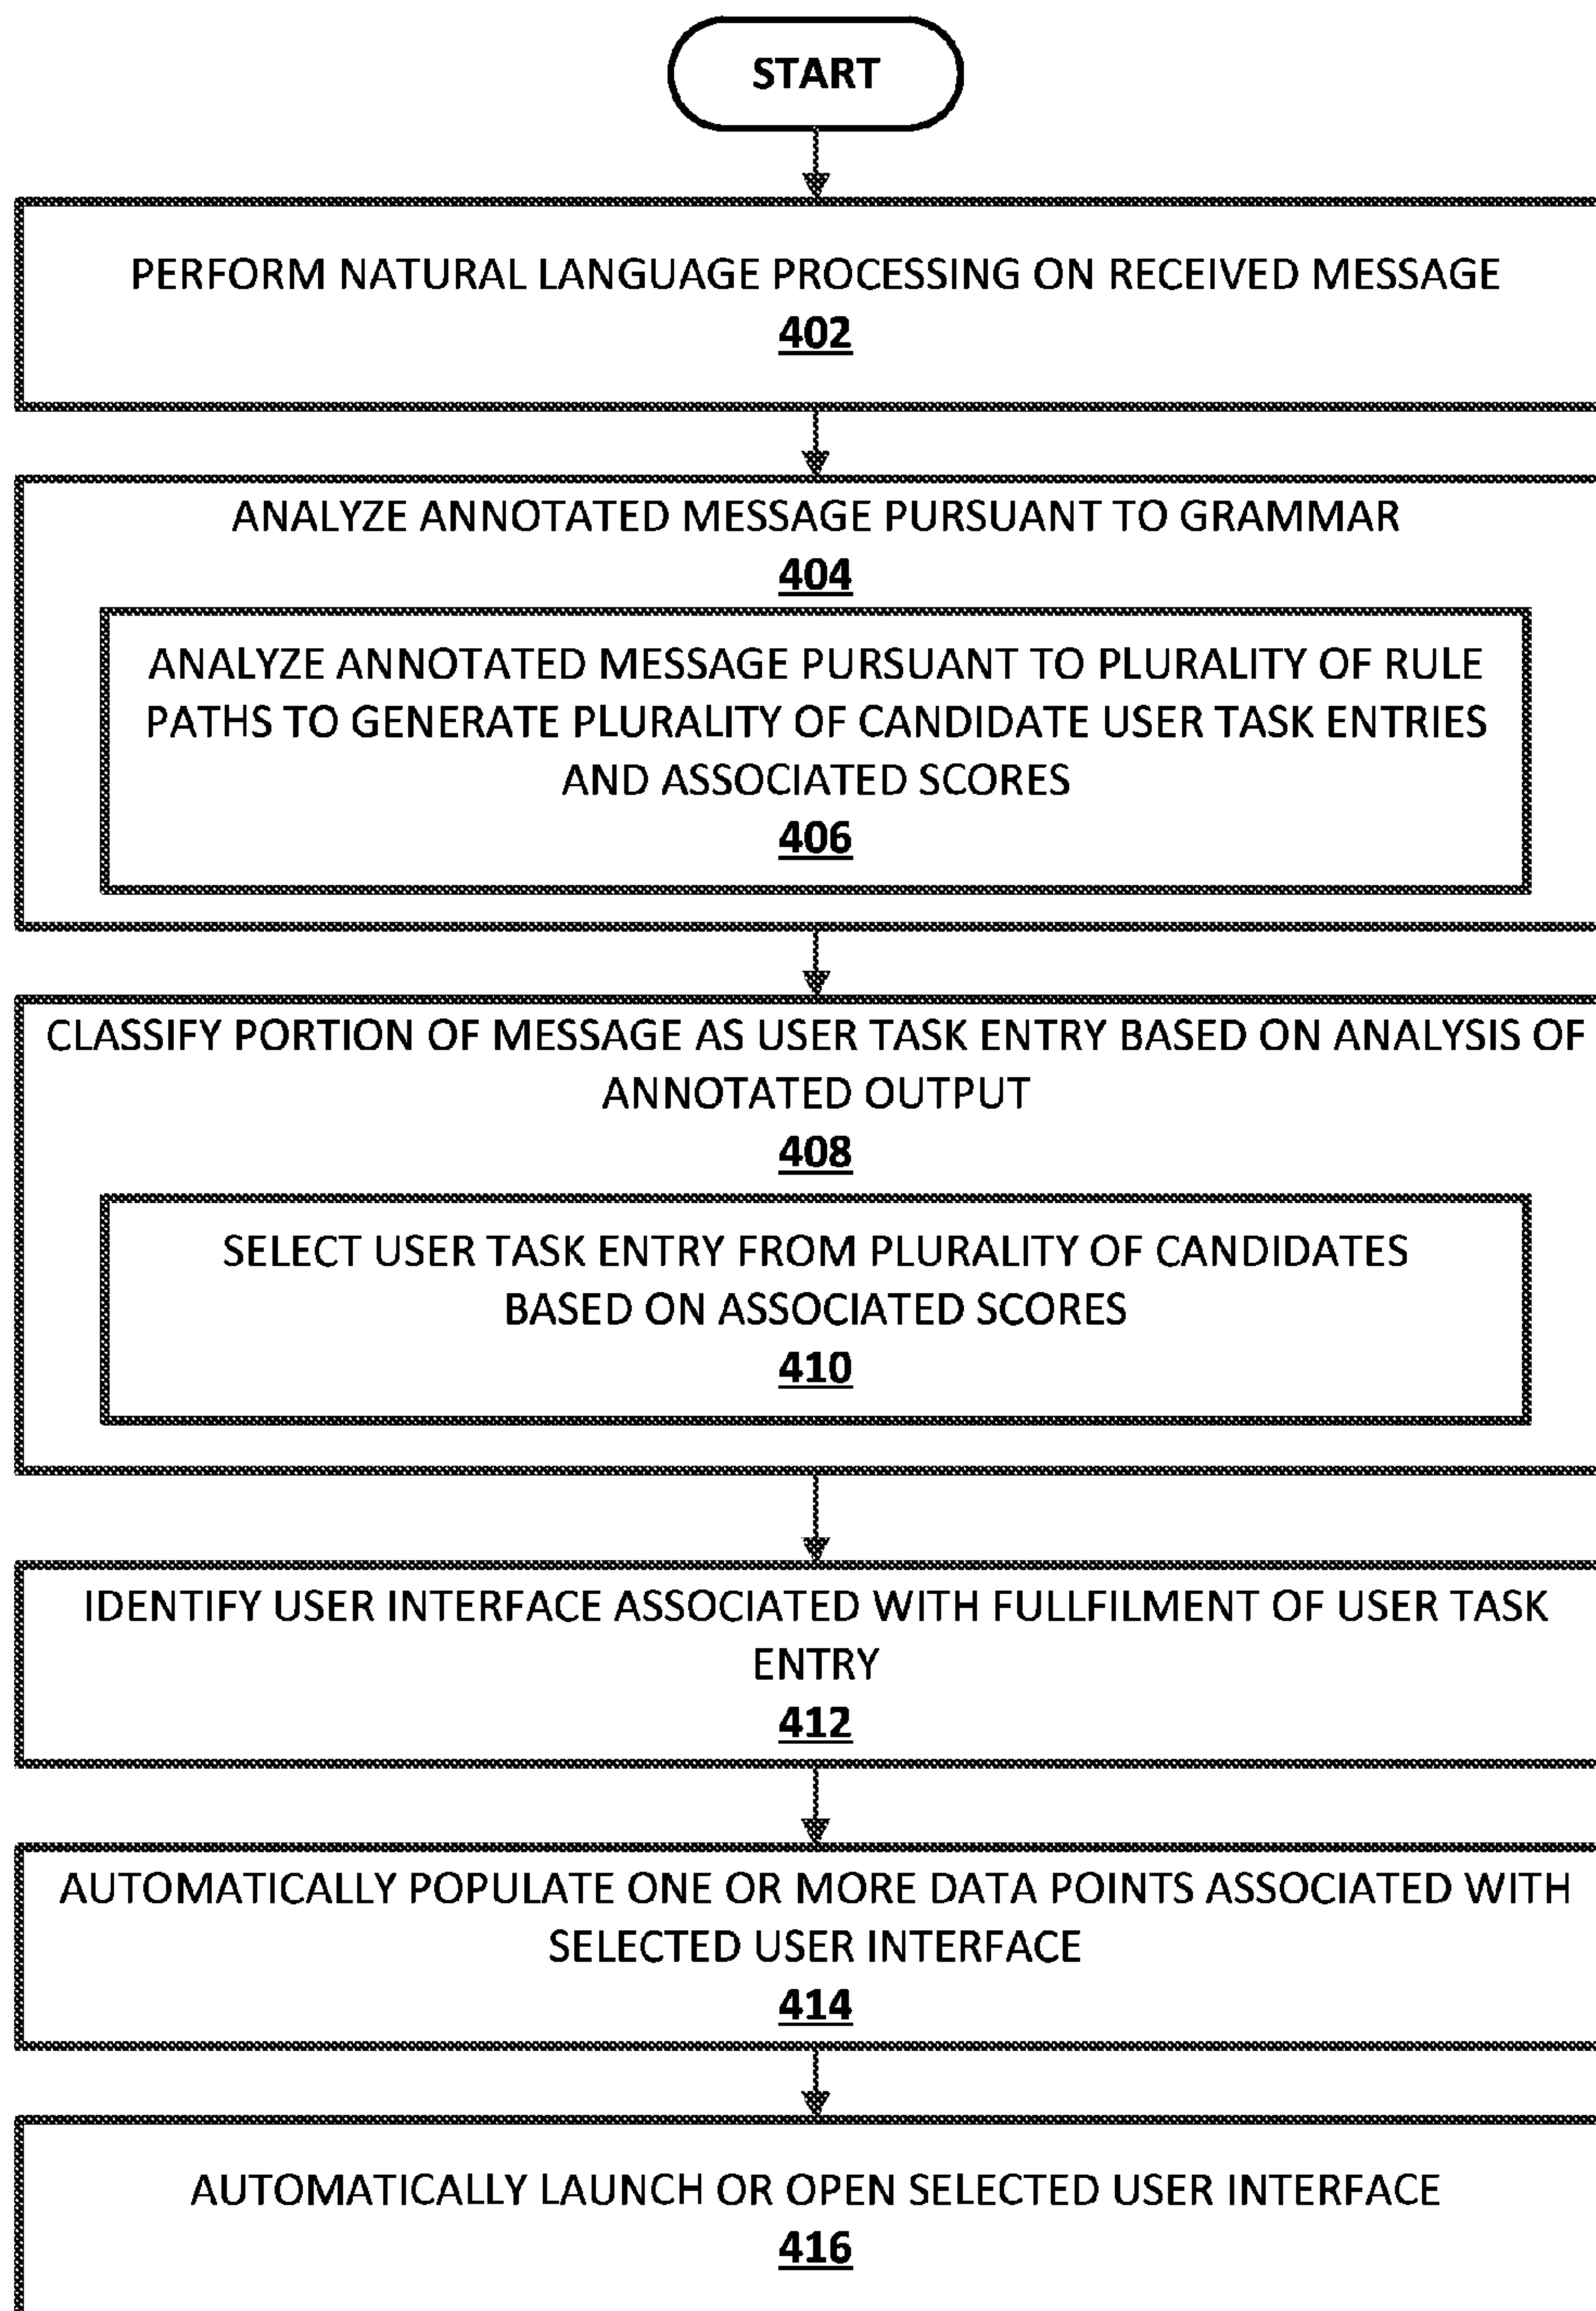 START
PERFORM NATURAL LANGUAGE PROCESSING ON RECEIVED MESSAGE
402
ANALYZE ANNOTATED MESSAGE PURSUANT TO GRAMMAR
404
ANALYZE ANNOTATED MESSAGE PURSUANT TO PLURALITY OF RULE
PATHS TO GENERATE PLURALITY OF CANDIDATE USER TASK ENTRIES
AND ASSOCIATED SCORES
406
CLASSIFY PORTION OF MESSAGE AS USER TASK ENTRY BASED ON ANALYSIS OF
ANNOTATED OUTPUT
408
SELECT USER TASK ENTRY FROM PLURALITY OF CANDIDATES
BASED ON ASSOCIATED SCORES
410
IDENTIFY USER INTERFACE ASSOCIATED WITH FULLFILMENT OF USER TASK
ENTRY
412
AUTOMATICALLY POPULATE ONE OR MORE DATA POINTS ASSOCIATED WITH
SELECTED USER INTERFACE
414
AUTOMATICALLY LAUNCH OR OPEN SELECTED USER INTERFACE
416